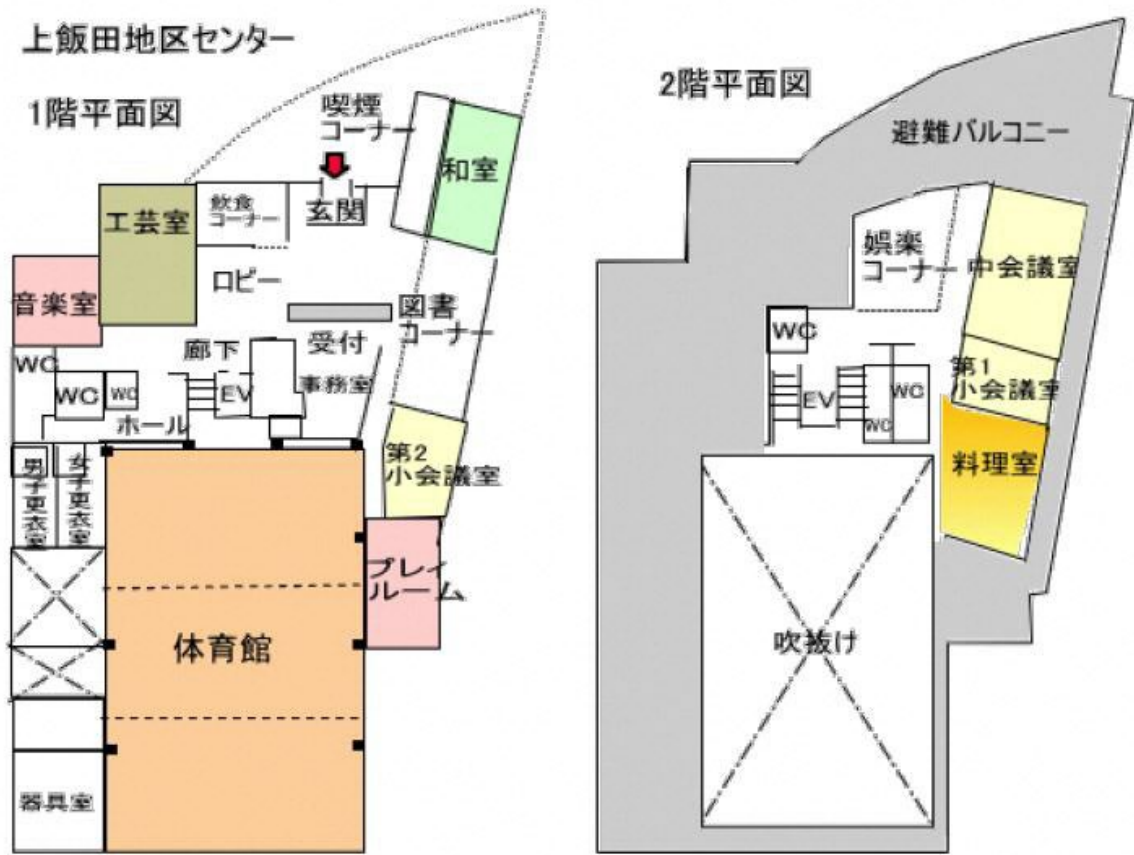 上飯田地区センター
1階平面図
喫煙
コーナー
和室
工芸室
飲食
コーナー
玄関
音楽室
ロビー
図書
コーナー
受付
廊下
WC
WC
WC
EV
事務室
ホール
第2
小会議室
男子更衣室
女子更衣室
プレイ
ルーム
体育館
器具室
2階平面図
避難バルコニー
娯楽
コーナー
中会議室
WC
第1
小会議室
EV
WC
WC
料理室
吹抜け